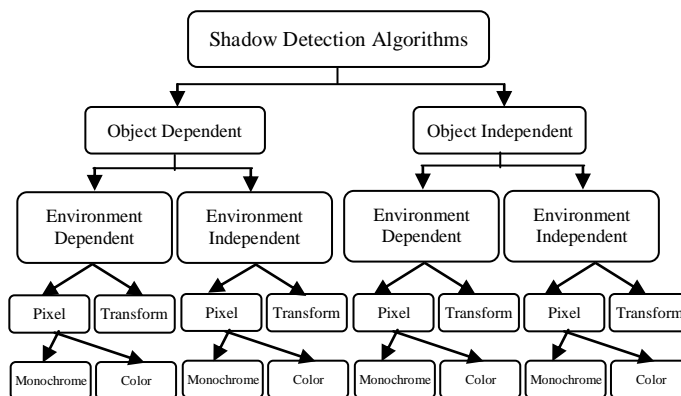 Shadow Detection Algorithms
Object Dependent
Object Independent
Environment
Dependent
Environment
Independent
Environment
Dependent
Environment
Independent
Pixel
Transform
Pixel
Transform
Pixel
Transform
Pixel
Transform
Monochrome
Color
Monochrome
Color
Monochrome
Color
Monochrome
Color